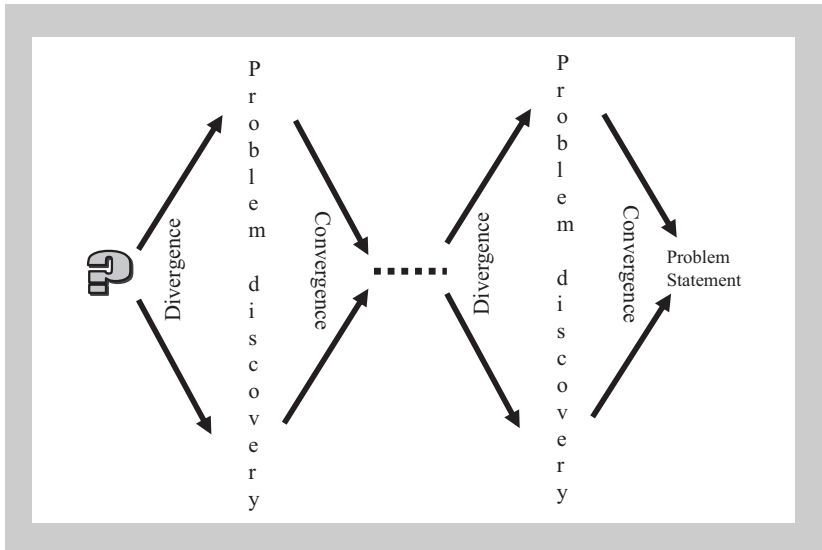 ?
Divergence
Problem discovery
Convergence
Divergence
Problem discovery
Convergence
Problem
Statement